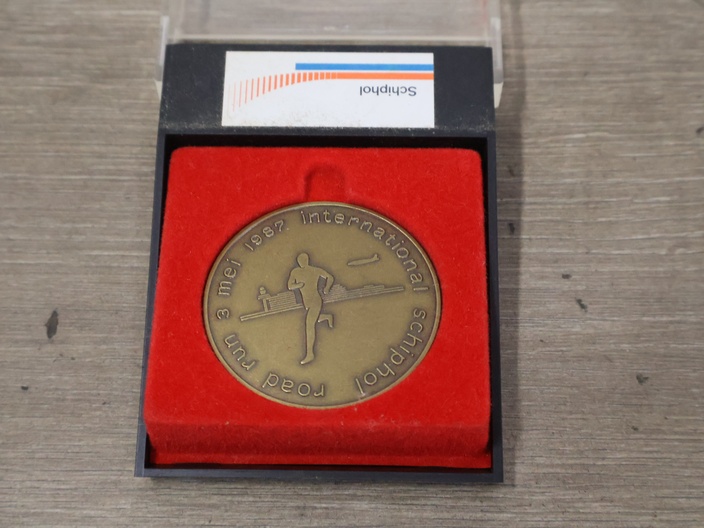 Schiphol
international schiphol road run 3 mei 1987